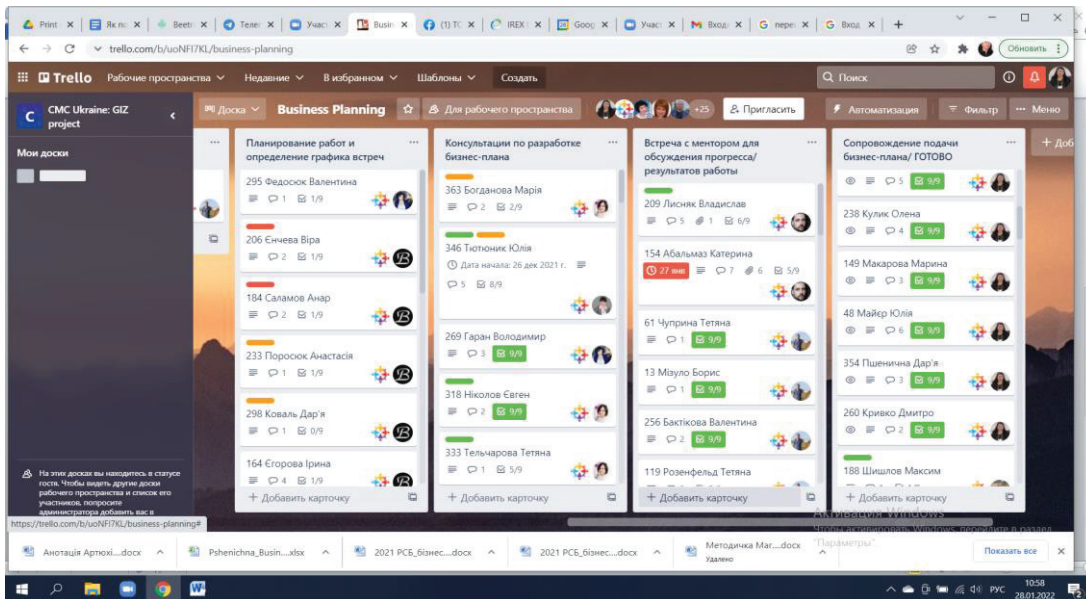 Print
Як по
Beetr
Телег
Участ
Busin
(1) ТС
IREX
Goog
Участ
Входя
перев
Вход
trello.com/b/uoNFI7KL/business-planning
Обновить
Trello
Рабочие пространства
Недавние
В избранном
Шаблоны
Создать
Поиск
C
CMC Ukraine: GIZ
project
Мои доски
На этих досках вы находитесь в статусе
гостя. Чтобы видеть другие доски
рабочего пространства и список его
участников, попросите
администратора добавить вас в
https://trello.com/b/uoNFI7KL/business-planning#
Доска
Business Planning
Для рабочего пространства
+25
Пригласить
Автоматизация
Фильтр
Меню
Планирование работ и
определение графика встреч
295 Федосюк Валентина
1 1/9
206 Єнчева Віра
2 1/9
184 Саламов Анар
2 1/9
233 Поросюк Анастасія
1 1/9
298 Коваль Дар'я
1 0/9
164 Єгорова Ірина
4 1/9
+ Добавить карточку
Консультации по разработке
бизнес-плана
363 Богданова Марія
2 2/9
346 Тютюник Юлія
Дата начала: 26 дек 2021 г.
5 8/9
269 Гаран Володимир
3 9/9
318 Ніколов Євген
2 9/9
333 Тельчарова Тетяна
1 5/9
+ Добавить карточку
Встреча с ментором для
обсуждения прогресса/
результатов работы
209 Лисняк Владислав
5 1 6/9
154 Абальмаз Катерина
27 янв 7 6 5/9
61 Чуприна Тетяна
1 9/9
13 Мізуло Борис
1 9/9
256 Бактікова Валентина
2 9/9
119 Розенфельд Тетяна
+ Добавить карточку
Сопровождение подачи
бизнес-плана/ ГОТОВО
5 9/9
238 Кулик Олена
4 9/9
149 Макарова Марина
3 9/9
48 Майєр Юлія
6 9/9
354 Пшенична Дар'я
3 9/9
260 Кривко Дмитро
2 9/9
188 Шишлов Максим
+ Добавить карточку
+ Доб
Активация Windows
Чтобы активировать Windows, перейдите в раздел
"Параметры"
Анотація Артюхі....docx
Pshenichna_Busin....xlsx
2021 РСБ_бізнес....docx
2021 РСБ_бізнес....docx
Методичка Маг....docx
Удалено
Показать все
РУС
10:58
28.01.2022